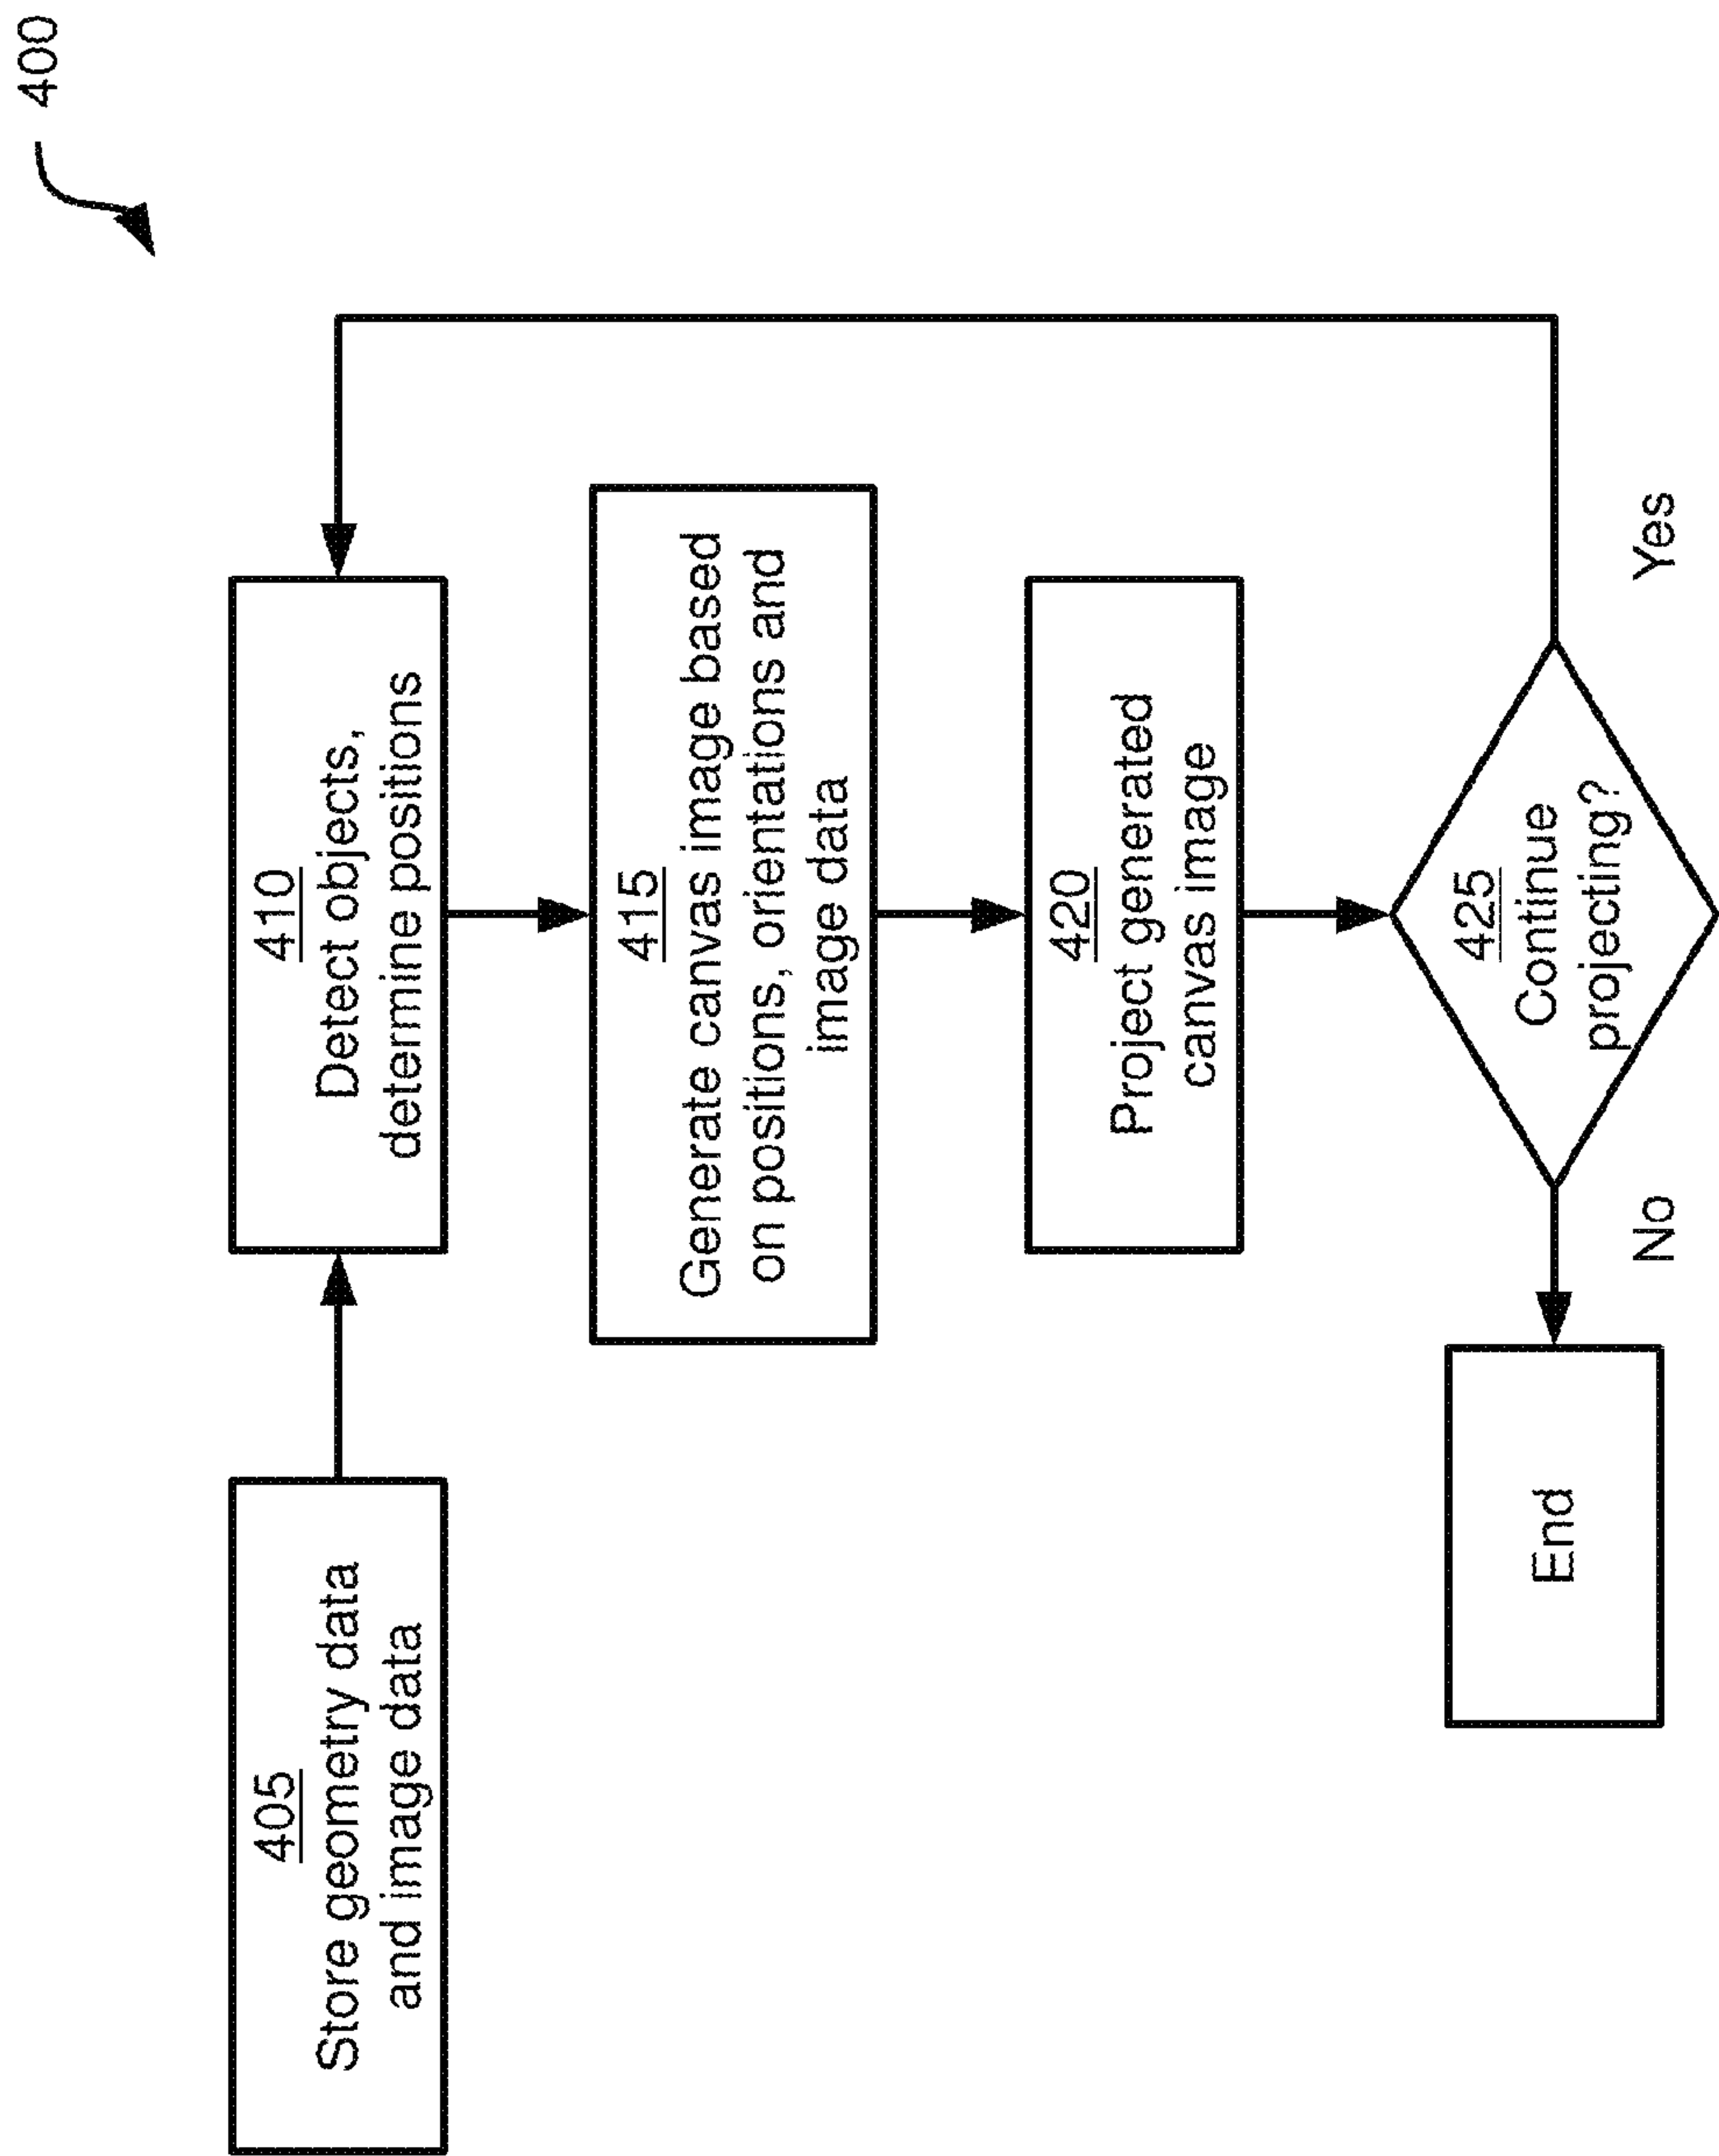 400
405
Store geometry data
and image data
410
Detect objects,
determine positions
415
Generate canvas image based
on positions, orientations and
image data
420
Project generated
canvas image
425
Continue
projecting?
No
Yes
End